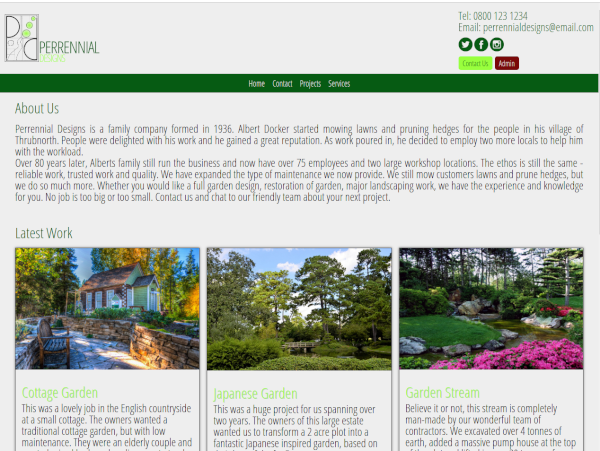 Tel: 0800 123 1234
Email: perrennialdesigns@email.com
PERRENNIAL
DESIGNS
Contact Us Admin
Home Contact Projects Services
About Us
Perrennial Designs is a family company formed in 1936. Albert Docker started mowing lawns and pruning hedges for the people in his village of
Thrubnorth. People were delighted with his work and he gained a great reputation. As work poured in, he decided to employ two more locals to help him
with the workload.
Over 80 years later, Alberts family still run the business and now have over 75 employees and two large workshop locations. The ethos is still the same -
reliable work, trusted work and quality. We have expanded the type of maintenance we now provide. We still mow customers lawns and prune hedges, but
we do so much more. Whether you would like a full garden design, restoration of garden, major landscaping work, we have the experience and knowledge
for you. No job is too big or too small. Contact us and chat to our friendly team about your next project.
Latest Work
Cottage Garden
This was a lovely job in the English countryside
at a small cottage. The owners wanted a
traditional cottage garden, but with low
maintenance. They were an elderly couple and
Japanese Garden
This was a huge project for us spanning over
two years. The owners of this large estate
wanted us to transform a 2 acre plot into a
fantastic Japanese inspired garden, based on
Garden Stream
Believe it or not, this stream is completely
man-made by our wonderful team of
contractors. We excavated over 4 tonnes of
earth, added a massive pump house at the top